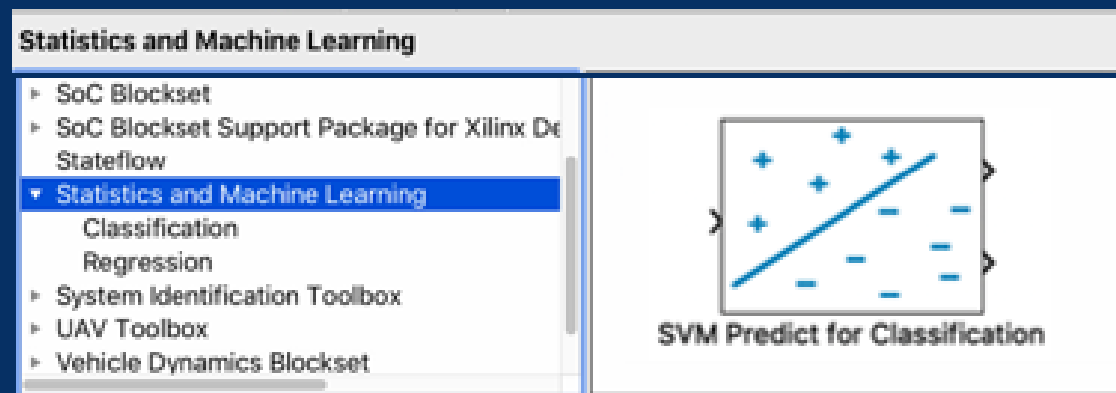 Statistics and Machine Learning
SoC Blockset
SoC Blockset Support Package for Xilinx De
Stateflow
Statistics and Machine Learning
Classification
Regression
System Identification Toolbox
UAV Toolbox
Vehicle Dynamics Blockset
SVM Predict for Classification